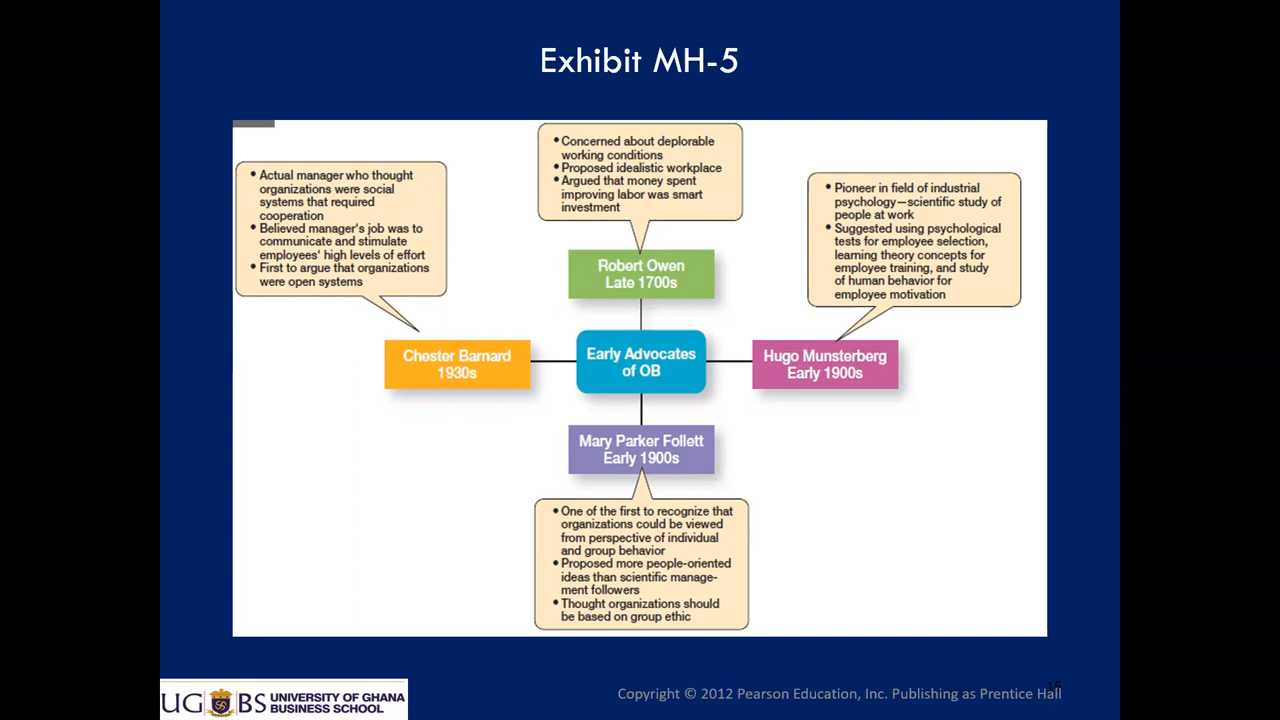 Exhibit MH-5
• Concerned about deplorable
working conditions
• Proposed idealistic workplace
• Argued that money spent
improving labor was smart
investment
• Actual manager who thought
organizations were social
systems that required
cooperation
• Believed manager's job was to
communicate and stimulate
employees' high levels of effort
• First to argue that organizations
were open systems
• Pioneer in field of industrial
psychology—scientific study of
people at work
• Suggested using psychological
tests for employee selection,
learning theory concepts for
employee training, and study
of human behavior for
employee motivation
Robert Owen
Late 1700s
Chester Barnard
1930s
Early Advocates
of OB
Hugo Munsterberg
Early 1900s
Mary Parker Follett
Early 1900s
• One of the first to recognize that
organizations could be viewed
from perspective of individual
and group behavior
• Proposed more people-oriented
ideas than scientific manage-
ment followers
• Thought organizations should
be based on group ethic
UGBS
UNIVERSITY OF GHANA
BUSINESS SCHOOL
15
Copyright © 2012 Pearson Education, Inc. Publishing as Prentice Hall